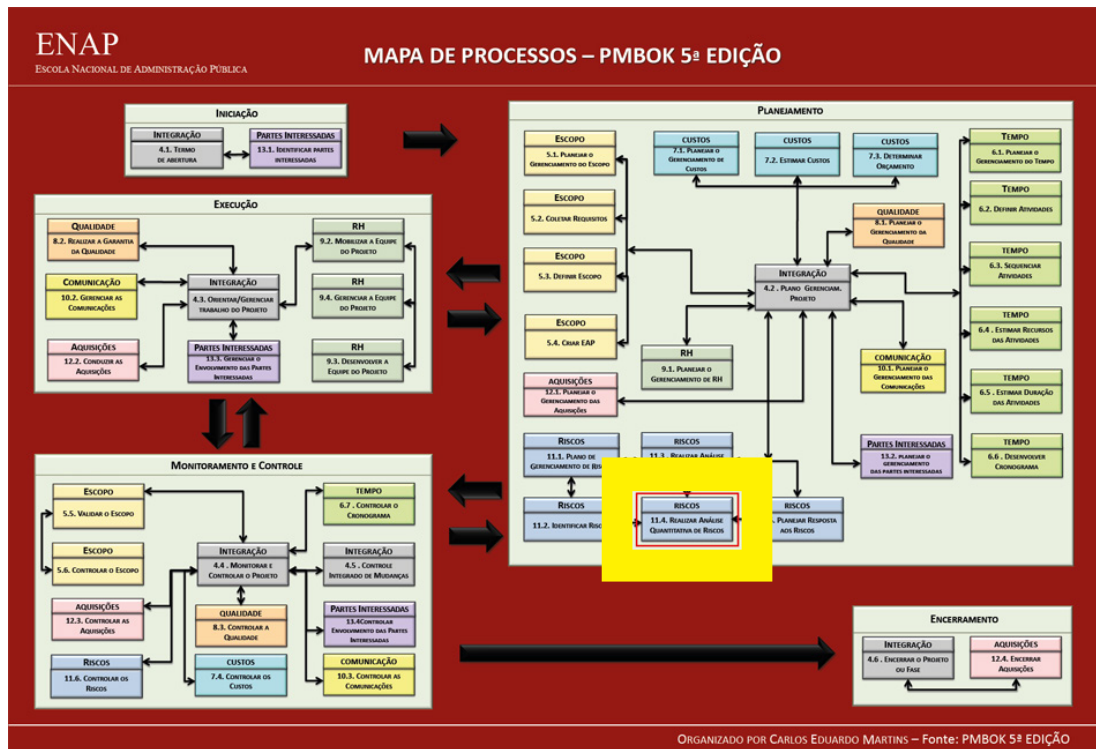 ENAP
ESCOLA NACIONAL DE ADMINISTRAÇÃO PÚBLICA
MAPA DE PROCESSOS – PMBOK 5ª EDIÇÃO
INICIAÇÃO
INTEGRAÇÃO
4.1. TERMO
DE ABERTURA
PARTES INTERESSADAS
13.1. IDENTIFICAR PARTES
INTERESSADAS
EXECUÇÃO
QUALIDADE
8.2. REALIZAR A GARANTIA
DA QUALIDADE
COMUNICAÇÃO
10.2. GERENCIAR AS
COMUNICAÇÕES
AQUISIÇÕES
12.2. CONDUZIR AS
AQUISIÇÕES
INTEGRAÇÃO
4.3. ORIENTAR/GERENCIAR
TRABALHO DO PROJETO
PARTES INTERESSADAS
13.3. GERENCIAR O
ENVOLVIMENTO DAS PARTES
INTERESSADAS
RH
9.2. MOBILIZAR A EQUIPE
DO PROJETO
RH
9.4. GERENCIAR A EQUIPE
DO PROJETO
RH
9.3. DESENVOLVER A
EQUIPE DO PROJETO
PLANEJAMENTO
ESCOPO
5.1. PLANEJAR O
GERENCIAMENTO DO ESCOPO
ESCOPO
5.2. COLETAR REQUISITOS
ESCOPO
5.3. DEFINIR ESCOPO
ESCOPO
5.4. CRIAR EAP
CUSTOS
7.1. PLANEJAR O
GERENCIAMENTO DE
CUSTOS
CUSTOS
7.2. ESTIMAR CUSTOS
CUSTOS
7.3. DETERMINAR
ORÇAMENTO
QUALIDADE
8.1. PLANEJAR O
GERENCIAMENTO DA
QUALIDADE
INTEGRAÇÃO
4.2 . PLANO GERENCIAM.
PROJETO
RH
9.1. PLANEJAR O
GERENCIAMENTO DE RH
AQUISIÇÕES
12.1. PLANEJAR O
GERENCIAMENTO DAS
AQUISIÇÕES
COMUNICAÇÃO
10.1. PLANEJAR O
GERENCIAMENTO DAS
COMUNICAÇÕES
PARTES INTERESSADAS
13.2. PLANEJAR O
GERENCIAMENTO
DAS PARTES INTERESSADAS
TEMPO
6.1. PLANEJAR O
GERENCIAMENTO DO TEMPO
TEMPO
6.2. DEFINIR ATIVIDADES
TEMPO
6.3. SEQUENCIAR
ATIVIDADES
TEMPO
6.4 . ESTIMAR RECURSOS
DAS ATIVIDADES
TEMPO
6.5 . ESTIMAR DURAÇÃO
DAS ATIVIDADES
TEMPO
6.6 . DESENVOLVER
CRONOGRAMA
RISCOS
11.1. PLANO DE
GERENCIAMENTO DE RIS
RISCOS
11.3. REALIZAR ANÁLISE
RISCOS
11.2. IDENTIFICAR RISC
RISCOS
11.4. REALIZAR ANÁLISE
QUANTITATIVA DE RISCOS
RISCOS
. PLANEJAR RESPOSTA
AOS RISCOS
MONITORAMENTO E CONTROLE
ESCOPO
5.5. VALIDAR O ESCOPO
ESCOPO
5.6. CONTROLAR O ESCOPO
AQUISIÇÕES
12.3. CONTROLAR AS
AQUISIÇÕES
RISCOS
11.6. CONTROLAR OS
RISCOS
INTEGRAÇÃO
4.4 . MONITORAR E
CONTROLAR O PROJETO
QUALIDADE
8.3. CONTROLAR A
QUALIDADE
CUSTOS
7.4. CONTROLAR OS
CUSTOS
TEMPO
6.7 . CONTROLAR O
CRONOGRAMA
INTEGRAÇÃO
4.5 . CONTROLE
INTEGRADO DE MUDANÇAS
PARTES INTERESSADAS
13.4CONTROLAR
ENVOLVIMENTO DAS PARTES
INTERESSADAS
COMUNICAÇÃO
10.3. CONTROLAR AS
COMUNICAÇÕES
ENCERRAMENTO
INTEGRAÇÃO
4.6 . ENCERRAR O PROJETO
OU FASE
AQUISIÇÕES
12.4. ENCERRAR
AQUISIÇÕES
ORGANIZADO POR CARLOS EDUARDO MARTINS – Fonte: PMBOK 5ª EDIÇÃO